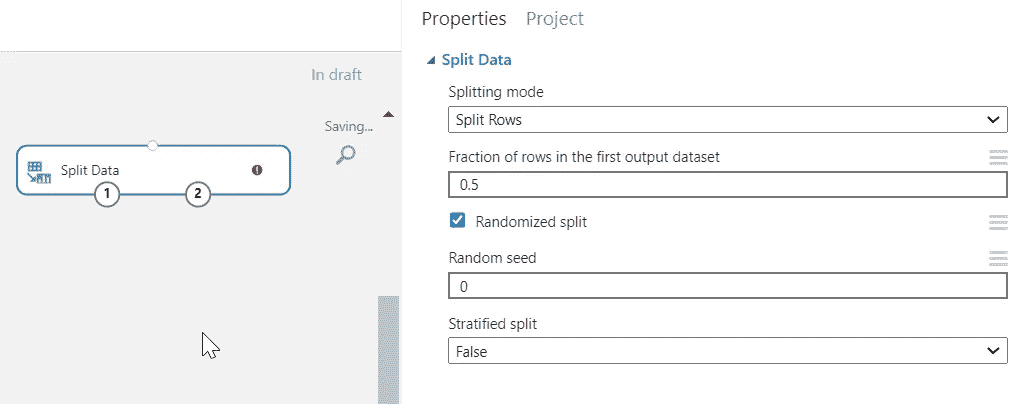 Properties Project
In draft
Split Data
Splitting mode
Saving...
Split Rows
Split Data
1
2
Fraction of rows in the first output dataset
0.5
Randomized split
Random seed
0
Stratified split
False